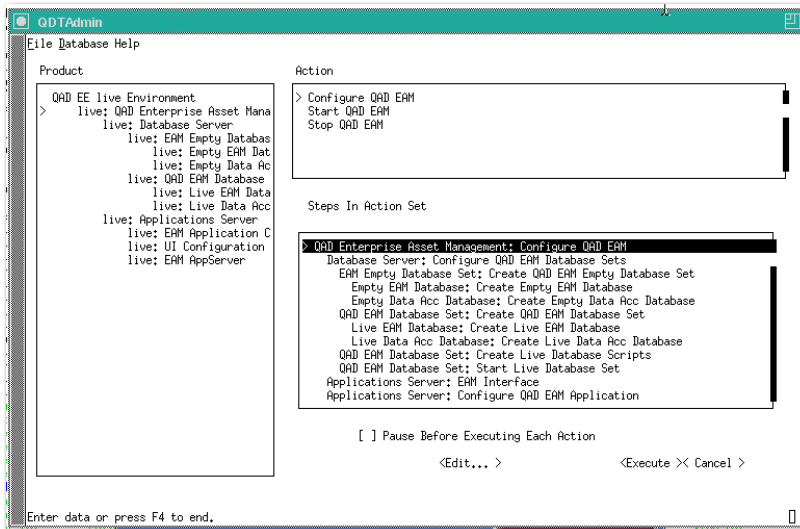 QDTAdmin
File Database Help
Product
QAD EE live Environment
> live: QAD Enterprise Asset Mana
live: Database Server
live: EAM Empty Databas
live: Empty EAM Dat
live: Empty Data Ac
live: QAD EAM Database
live: Live EAM Data
live: Live Data Acc
live: Applications Server
live: EAM Application C
live: UI Configuration
live: EAM AppServer
Action
> Configure QAD EAM
Start QAD EAM
Stop QAD EAM
Steps In Action Set
> QAD Enterprise Asset Management: Configure QAD EAM
Database Server: Configure QAD EAM Database Sets
EAM Empty Database Set: Create QAD EAM Empty Database Set
Empty EAM Database: Create Empty EAM Database
Empty Data Acc Database: Create Empty Data Acc Database
QAD EAM Database Set: Create QAD EAM Database Set
Live EAM Database: Create Live EAM Database
Live Data Acc Database: Create Live Data Acc Database
QAD EAM Database Set: Create Live Database Scripts
QAD EAM Database Set: Start Live Database Set
Applications Server: EAM Interface
Applications Server: Configure QAD EAM Application
[ ] Pause Before Executing Each Action
<Edit... > <Execute >< Cancel >
Enter data or press F4 to end.